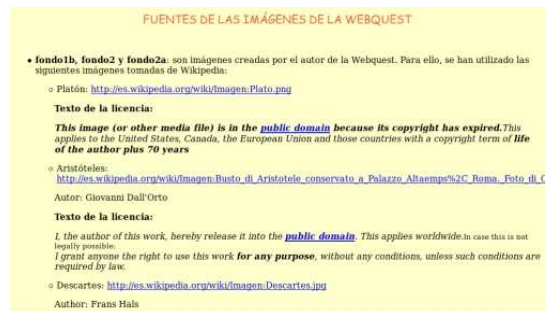 FUENTES DE LAS IMÁGENES DE LA WEBQUEST
• fondo1b, fondo2 y fondo2a: son imágenes creadas por el autor de la Webquest. Para ello, se han utilizado las
siguientes imágenes tomadas de Wikipedia:
○ Platón: http://es.wikipedia.org/wiki/Imagen:Plato.png
Texto de la licencia:
This image (or other media file) is in the public domain because its copyright has expired.This
applies to the United States, Canada, the European Union and those countries with a copyright term of life
of the author plus 70 years
○ Aristóteles:
http://es.wikipedia.org/wiki/Imagen:Busto_di_Aristotele_conservato_a_Palazzo_Altaemps%2C_Roma._Foto_di_G
Autor: Giovanni Dall'Orto
Texto de la licencia:
I, the author of this work, hereby release it into the public domain. This applies worldwide.In case this is not
legally possible:
I grant anyone the right to use this work for any purpose, without any conditions, unless such conditions are
required by law.
○ Descartes: http://es.wikipedia.org/wiki/Imagen:Descartes.jpg
Author: Frans Hals